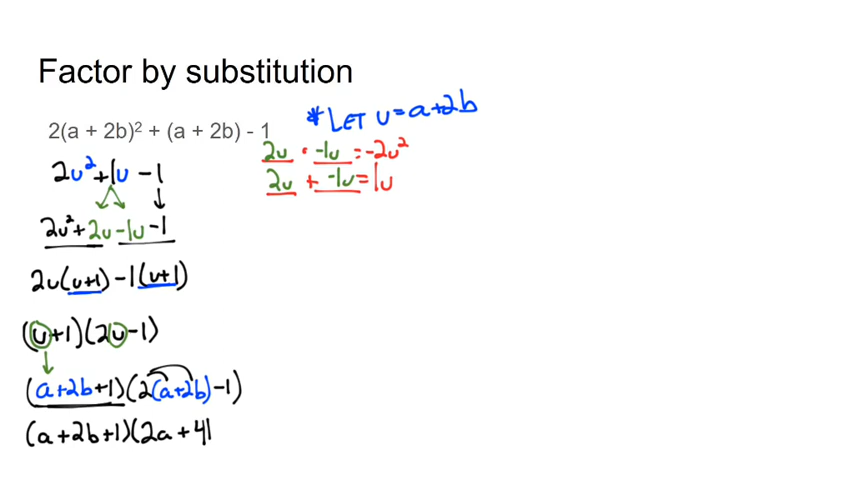 Factor by substitution
* LET u = a+2b
2(a + 2b)² + (a + 2b) - 1
2u · -1u = -2u²
2u² + 1u - 1
2u + -1u = 1u
2u² + 2u - 1u - 1
2u(u+1) - 1(u+1)
(u+1)(2u-1)
(a+2b+1)(2(a+2b)-1)
(a+2b+1)(2a+4l